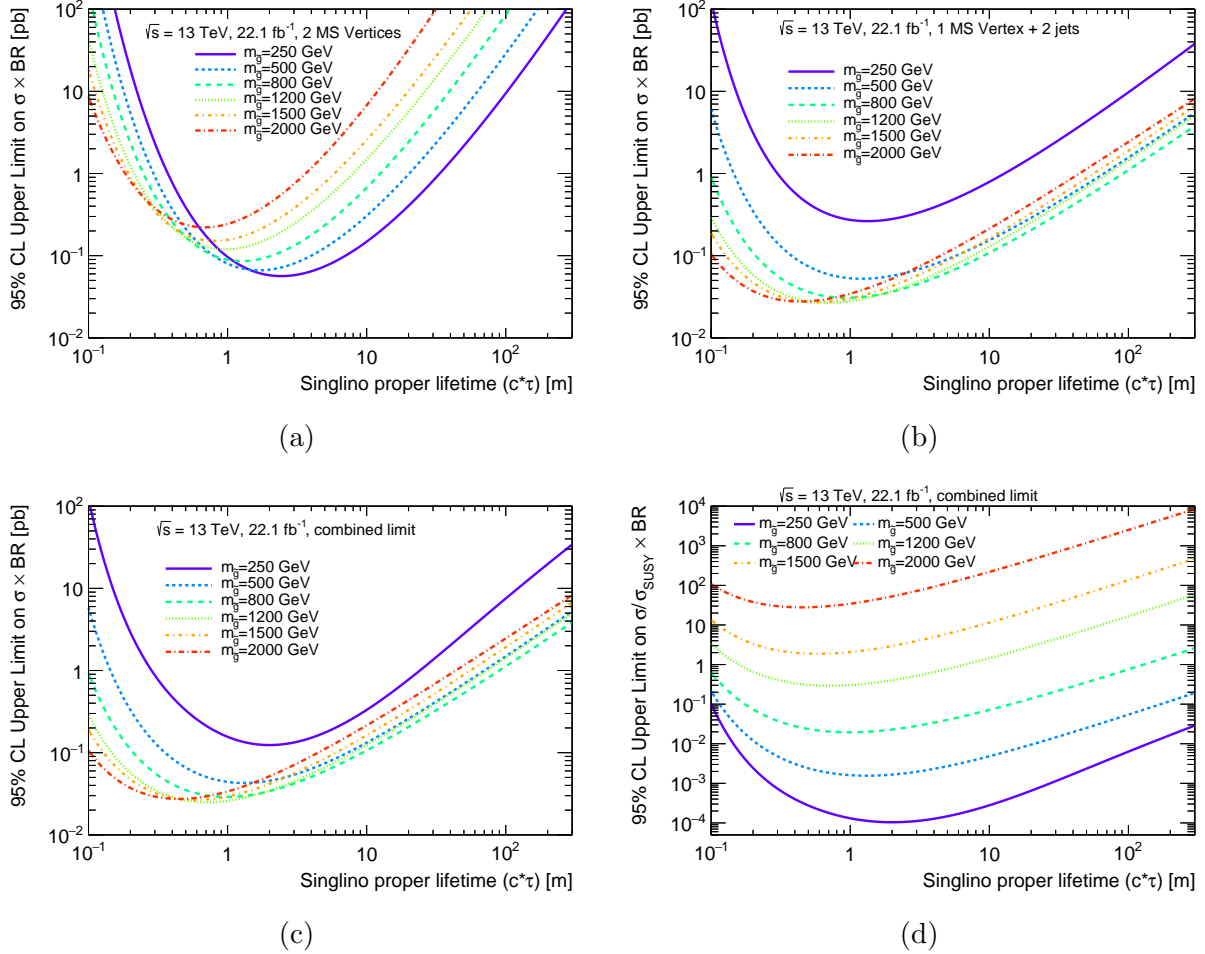 √s = 13 TeV, 22.1 fb⁻¹, 2 MS Vertices
m_g̃=250 GeV
m_g̃=500 GeV
m_g̃=800 GeV
m_g̃=1200 GeV
m_g̃=1500 GeV
m_g̃=2000 GeV
95% CL Upper Limit on σ × BR [pb]
10²
10
1
10⁻¹
10⁻²
10⁻¹ 1 10 10²
Singlino proper lifetime (c*τ) [m]
(a)
√s = 13 TeV, 22.1 fb⁻¹, 1 MS Vertex + 2 jets
m_g̃=250 GeV
m_g̃=500 GeV
m_g̃=800 GeV
m_g̃=1200 GeV
m_g̃=1500 GeV
m_g̃=2000 GeV
95% CL Upper Limit on σ × BR [pb]
10²
10
1
10⁻¹
10⁻²
10⁻¹ 1 10 10²
Singlino proper lifetime (c*τ) [m]
(b)
√s = 13 TeV, 22.1 fb⁻¹, combined limit
m_g̃=250 GeV
m_g̃=500 GeV
m_g̃=800 GeV
m_g̃=1200 GeV
m_g̃=1500 GeV
m_g̃=2000 GeV
95% CL Upper Limit on σ × BR [pb]
10²
10
1
10⁻¹
10⁻²
10⁻¹ 1 10 10²
Singlino proper lifetime (c*τ) [m]
(c)
√s = 13 TeV, 22.1 fb⁻¹, combined limit
m_g̃=250 GeV m_g̃=500 GeV
m_g̃=800 GeV m_g̃=1200 GeV
m_g̃=1500 GeV m_g̃=2000 GeV
95% CL Upper Limit on σ/σ_SUSY × BR
10⁴
10³
10²
10
1
10⁻¹
10⁻²
10⁻³
10⁻⁴
10⁻¹ 1 10 10²
Singlino proper lifetime (c*τ) [m]
(d)